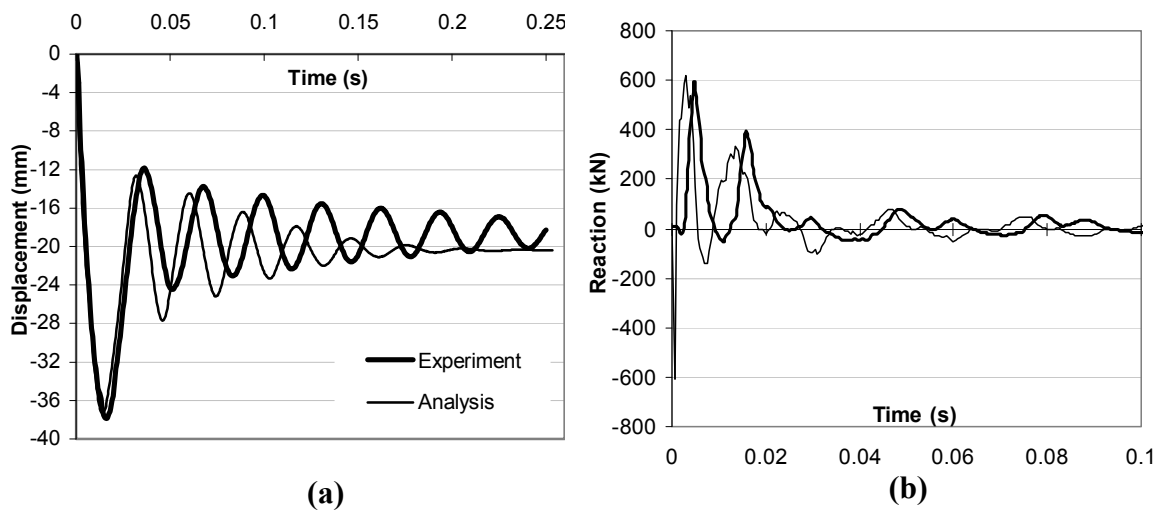 0 0.05 0.1 0.15 0.2 0.25
Time (s)
0
-4
-8
-12
-16
-20
-24
-28
-32
-36
-40
Displacement (mm)
Experiment
Analysis
(a)
800
600
400
200
0
-200
-400
-600
-800
Reaction (kN)
Time (s)
0 0.02 0.04 0.06 0.08 0.1
(b)